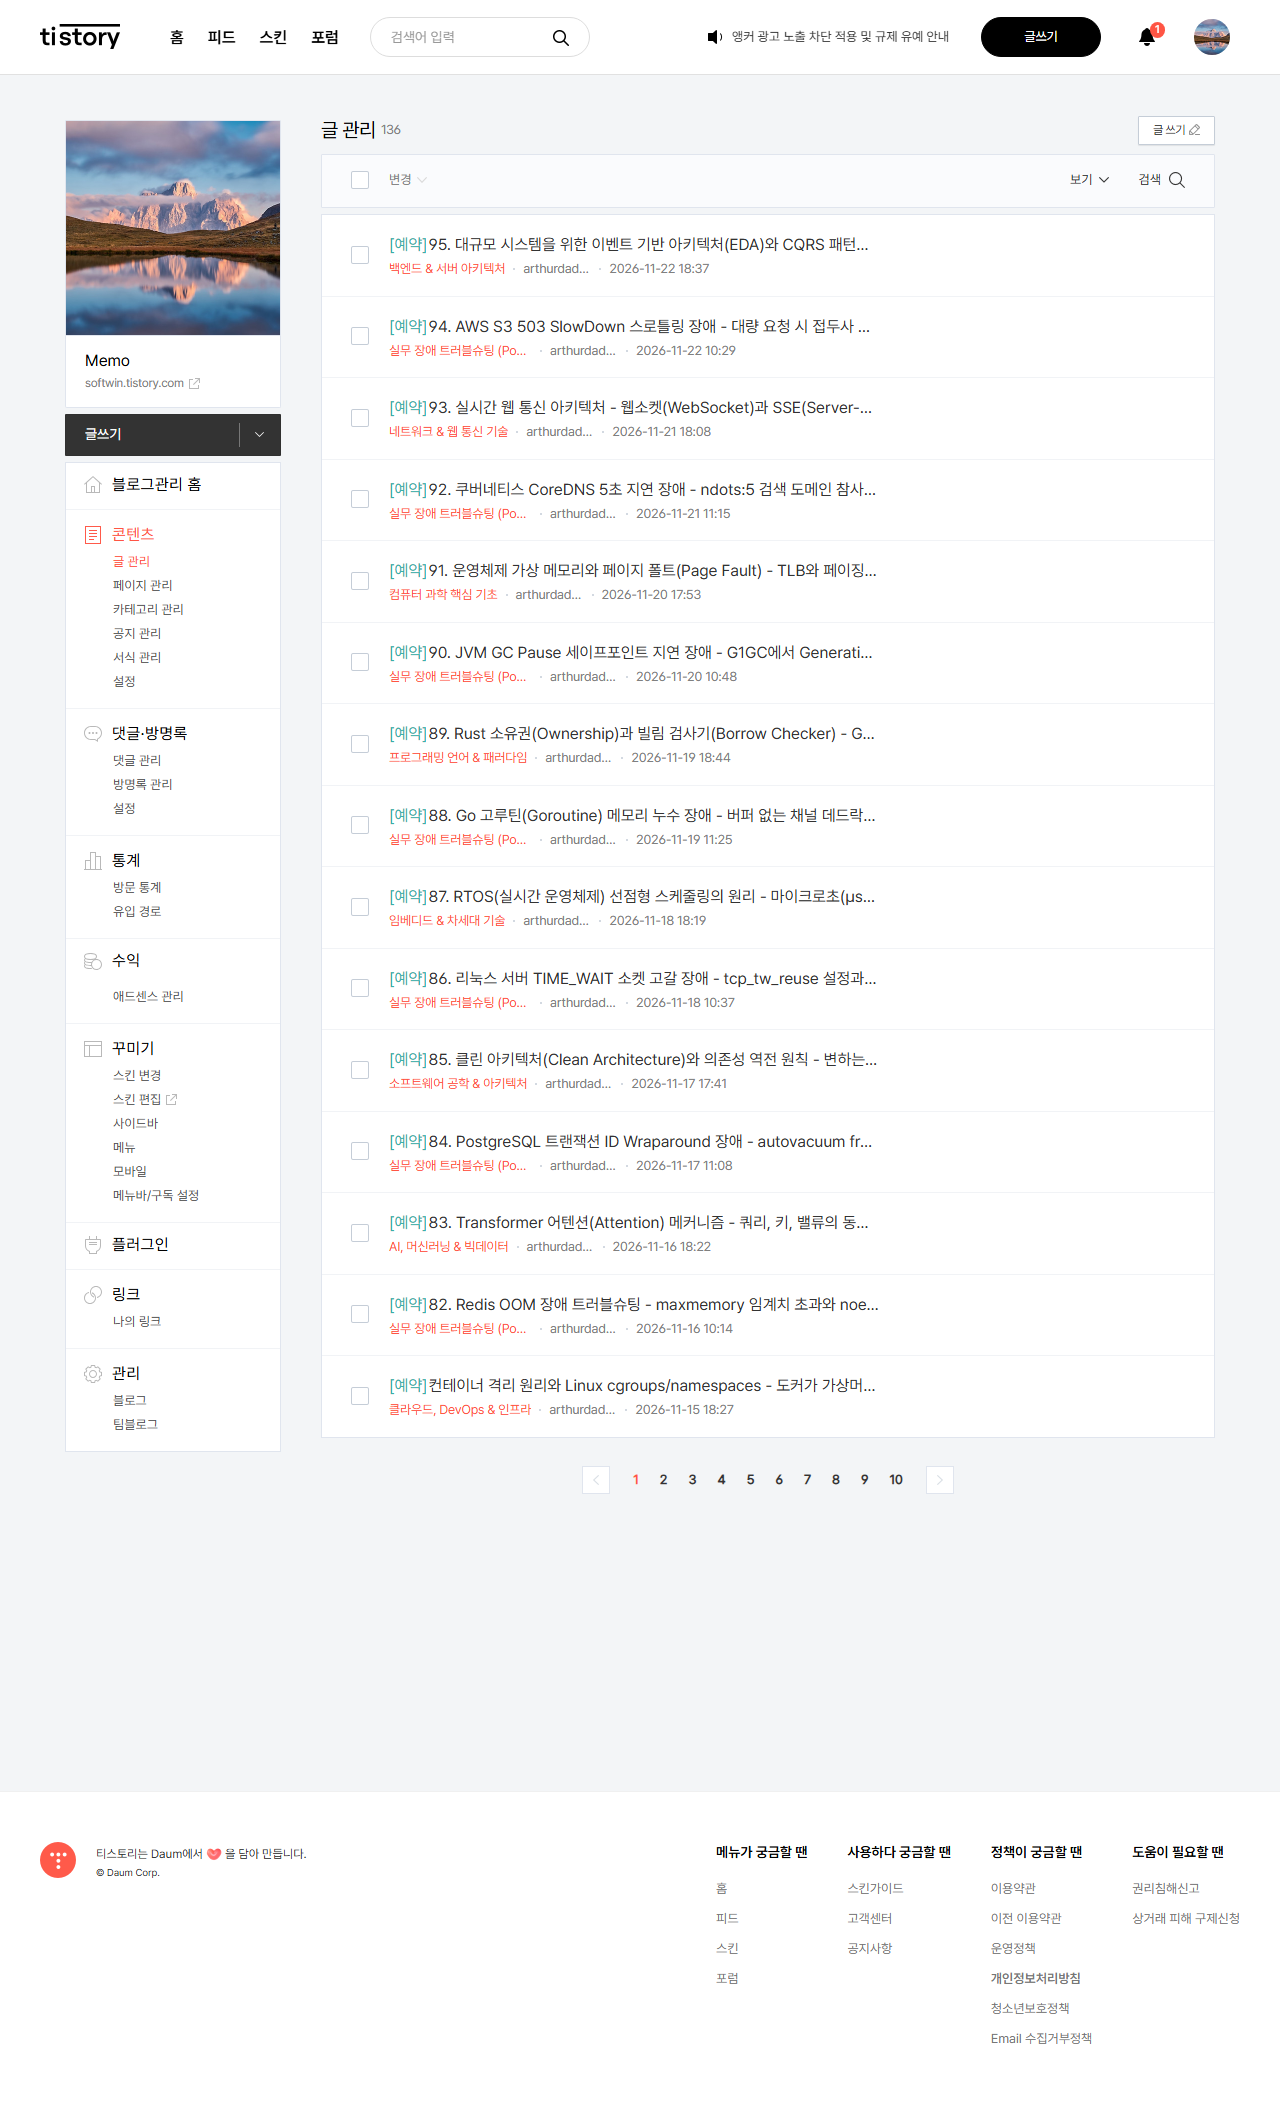 tistory
홈 피드 스킨 포럼
검색어 입력
앵커 광고 노출 차단 적용 및 규제 유예 안내
글쓰기
1
Memo
softwin.tistory.com
글쓰기
블로그관리 홈
콘텐츠
글 관리
페이지 관리
카테고리 관리
공지 관리
서식 관리
설정
댓글·방명록
댓글 관리
방명록 관리
설정
통계
방문 통계
유입 경로
수익
애드센스 관리
꾸미기
스킨 변경
스킨 편집
사이드바
메뉴
모바일
메뉴바/구독 설정
플러그인
링크
나의 링크
관리
블로그
팀블로그
글 관리 136
글 쓰기
변경
보기
검색
[예약]95. 대규모 시스템을 위한 이벤트 기반 아키텍처(EDA)와 CQRS 패턴...
백엔드 & 서버 아키텍처 · arthurdad... · 2026-11-22 18:37
[예약]94. AWS S3 503 SlowDown 스로틀링 장애 - 대량 요청 시 접두사 ...
실무 장애 트러블슈팅 (Po... · arthurdad... · 2026-11-22 10:29
[예약]93. 실시간 웹 통신 아키텍처 - 웹소켓(WebSocket)과 SSE(Server-...
네트워크 & 웹 통신 기술 · arthurdad... · 2026-11-21 18:08
[예약]92. 쿠버네티스 CoreDNS 5초 지연 장애 - ndots:5 검색 도메인 참사...
실무 장애 트러블슈팅 (Po... · arthurdad... · 2026-11-21 11:15
[예약]91. 운영체제 가상 메모리와 페이지 폴트(Page Fault) - TLB와 페이징...
컴퓨터 과학 핵심 기초 · arthurdad... · 2026-11-20 17:53
[예약]90. JVM GC Pause 세이프포인트 지연 장애 - G1GC에서 Generati...
실무 장애 트러블슈팅 (Po... · arthurdad... · 2026-11-20 10:48
[예약]89. Rust 소유권(Ownership)과 빌림 검사기(Borrow Checker) - G...
프로그래밍 언어 & 패러다임 · arthurdad... · 2026-11-19 18:44
[예약]88. Go 고루틴(Goroutine) 메모리 누수 장애 - 버퍼 없는 채널 데드락...
실무 장애 트러블슈팅 (Po... · arthurdad... · 2026-11-19 11:25
[예약]87. RTOS(실시간 운영체제) 선점형 스케줄링의 원리 - 마이크로초(μs...
임베디드 & 차세대 기술 · arthurdad... · 2026-11-18 18:19
[예약]86. 리눅스 서버 TIME_WAIT 소켓 고갈 장애 - tcp_tw_reuse 설정과...
실무 장애 트러블슈팅 (Po... · arthurdad... · 2026-11-18 10:37
[예약]85. 클린 아키텍처(Clean Architecture)와 의존성 역전 원칙 - 변하는...
소프트웨어 공학 & 아키텍처 · arthurdad... · 2026-11-17 17:41
[예약]84. PostgreSQL 트랜잭션 ID Wraparound 장애 - autovacuum fr...
실무 장애 트러블슈팅 (Po... · arthurdad... · 2026-11-17 11:08
[예약]83. Transformer 어텐션(Attention) 메커니즘 - 쿼리, 키, 밸류의 동...
AI, 머신러닝 & 빅데이터 · arthurdad... · 2026-11-16 18:22
[예약]82. Redis OOM 장애 트러블슈팅 - maxmemory 임계치 초과와 noe...
실무 장애 트러블슈팅 (Po... · arthurdad... · 2026-11-16 10:14
[예약]컨테이너 격리 원리와 Linux cgroups/namespaces - 도커가 가상머...
클라우드, DevOps & 인프라 · arthurdad... · 2026-11-15 18:27
1 2 3 4 5 6 7 8 9 10
티스토리는 Daum에서 을 담아 만듭니다.
© Daum Corp.
메뉴가 궁금할 땐
홈
피드
스킨
포럼
사용하다 궁금할 땐
스킨가이드
고객센터
공지사항
정책이 궁금할 땐
이용약관
이전 이용약관
운영정책
개인정보처리방침
청소년보호정책
Email 수집거부정책
도움이 필요할 땐
권리침해신고
상거래 피해 구제신청